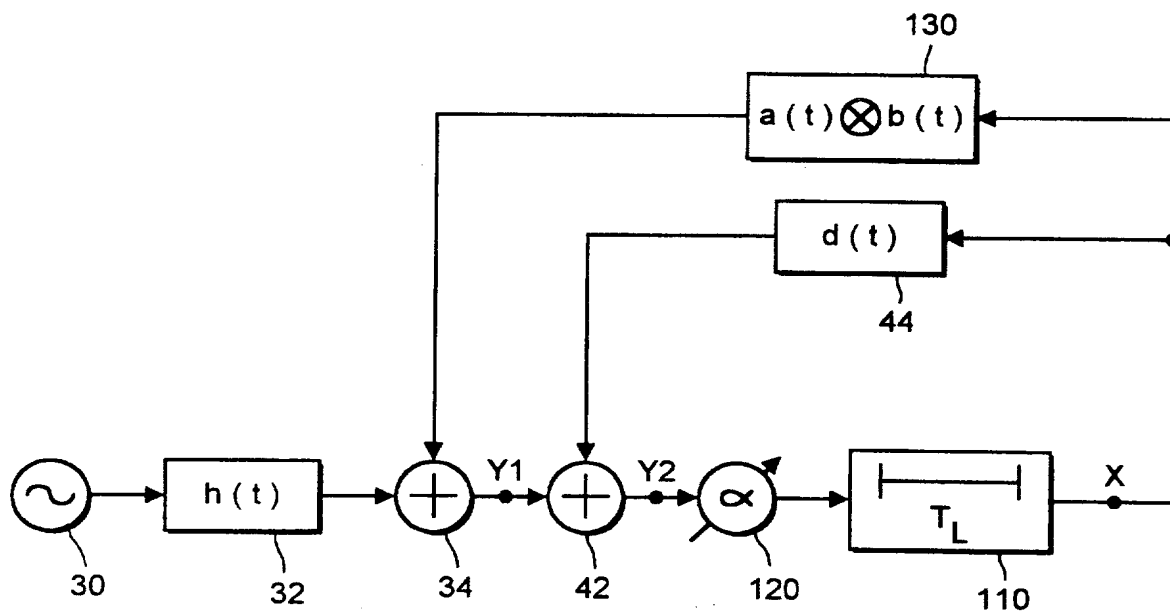 130
a(t)⊗b(t)
d(t)
44
Y1 Y2 X
h(t) + + α T_L
30 32 34 42 120 110